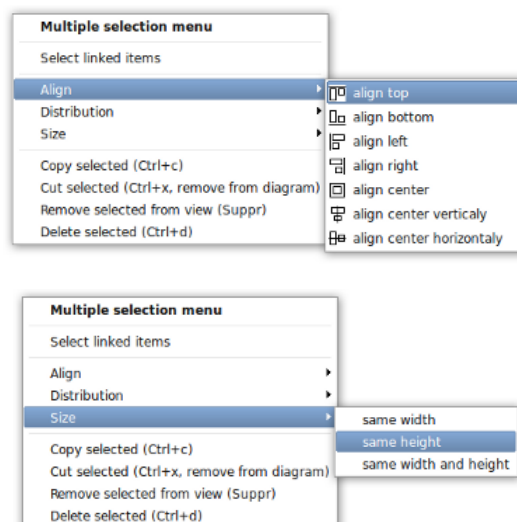 Multiple selection menu
Select linked items
Align
Distribution
Size
Copy selected (Ctrl+c)
Cut selected (Ctrl+x, remove from diagram)
Remove selected from view (Suppr)
Delete selected (Ctrl+d)
align top
align bottom
align left
align right
align center
align center verticaly
align center horizontaly
Multiple selection menu
Select linked items
Align
Distribution
Size
Copy selected (Ctrl+c)
Cut selected (Ctrl+x, remove from diagram)
Remove selected from view (Suppr)
Delete selected (Ctrl+d)
same width
same height
same width and height